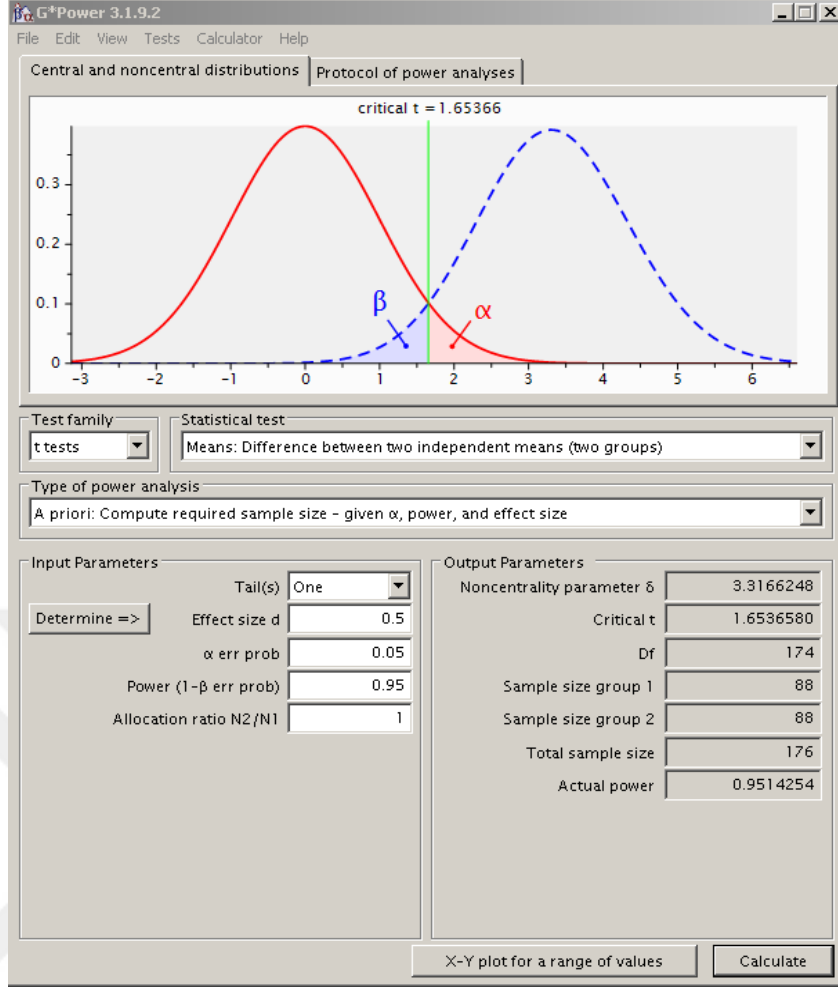 G*Power 3.1.9.2
File Edit View Tests Calculator Help
Central and noncentral distributions Protocol of power analyses
critical t = 1.65366
0.3
0.2
0.1
0
β
α
-3 -2 -1 0 1 2 3 4 5 6
Test family
t tests
Statistical test
Means: Difference between two independent means (two groups)
Type of power analysis
A priori: Compute required sample size – given α, power, and effect size
Input Parameters
Tail(s) One
Determine => Effect size d 0.5
α err prob 0.05
Power (1-β err prob) 0.95
Allocation ratio N2/N1 1
Output Parameters
Noncentrality parameter δ 3.3166248
Critical t 1.6536580
Df 174
Sample size group 1 88
Sample size group 2 88
Total sample size 176
Actual power 0.9514254
X-Y plot for a range of values Calculate